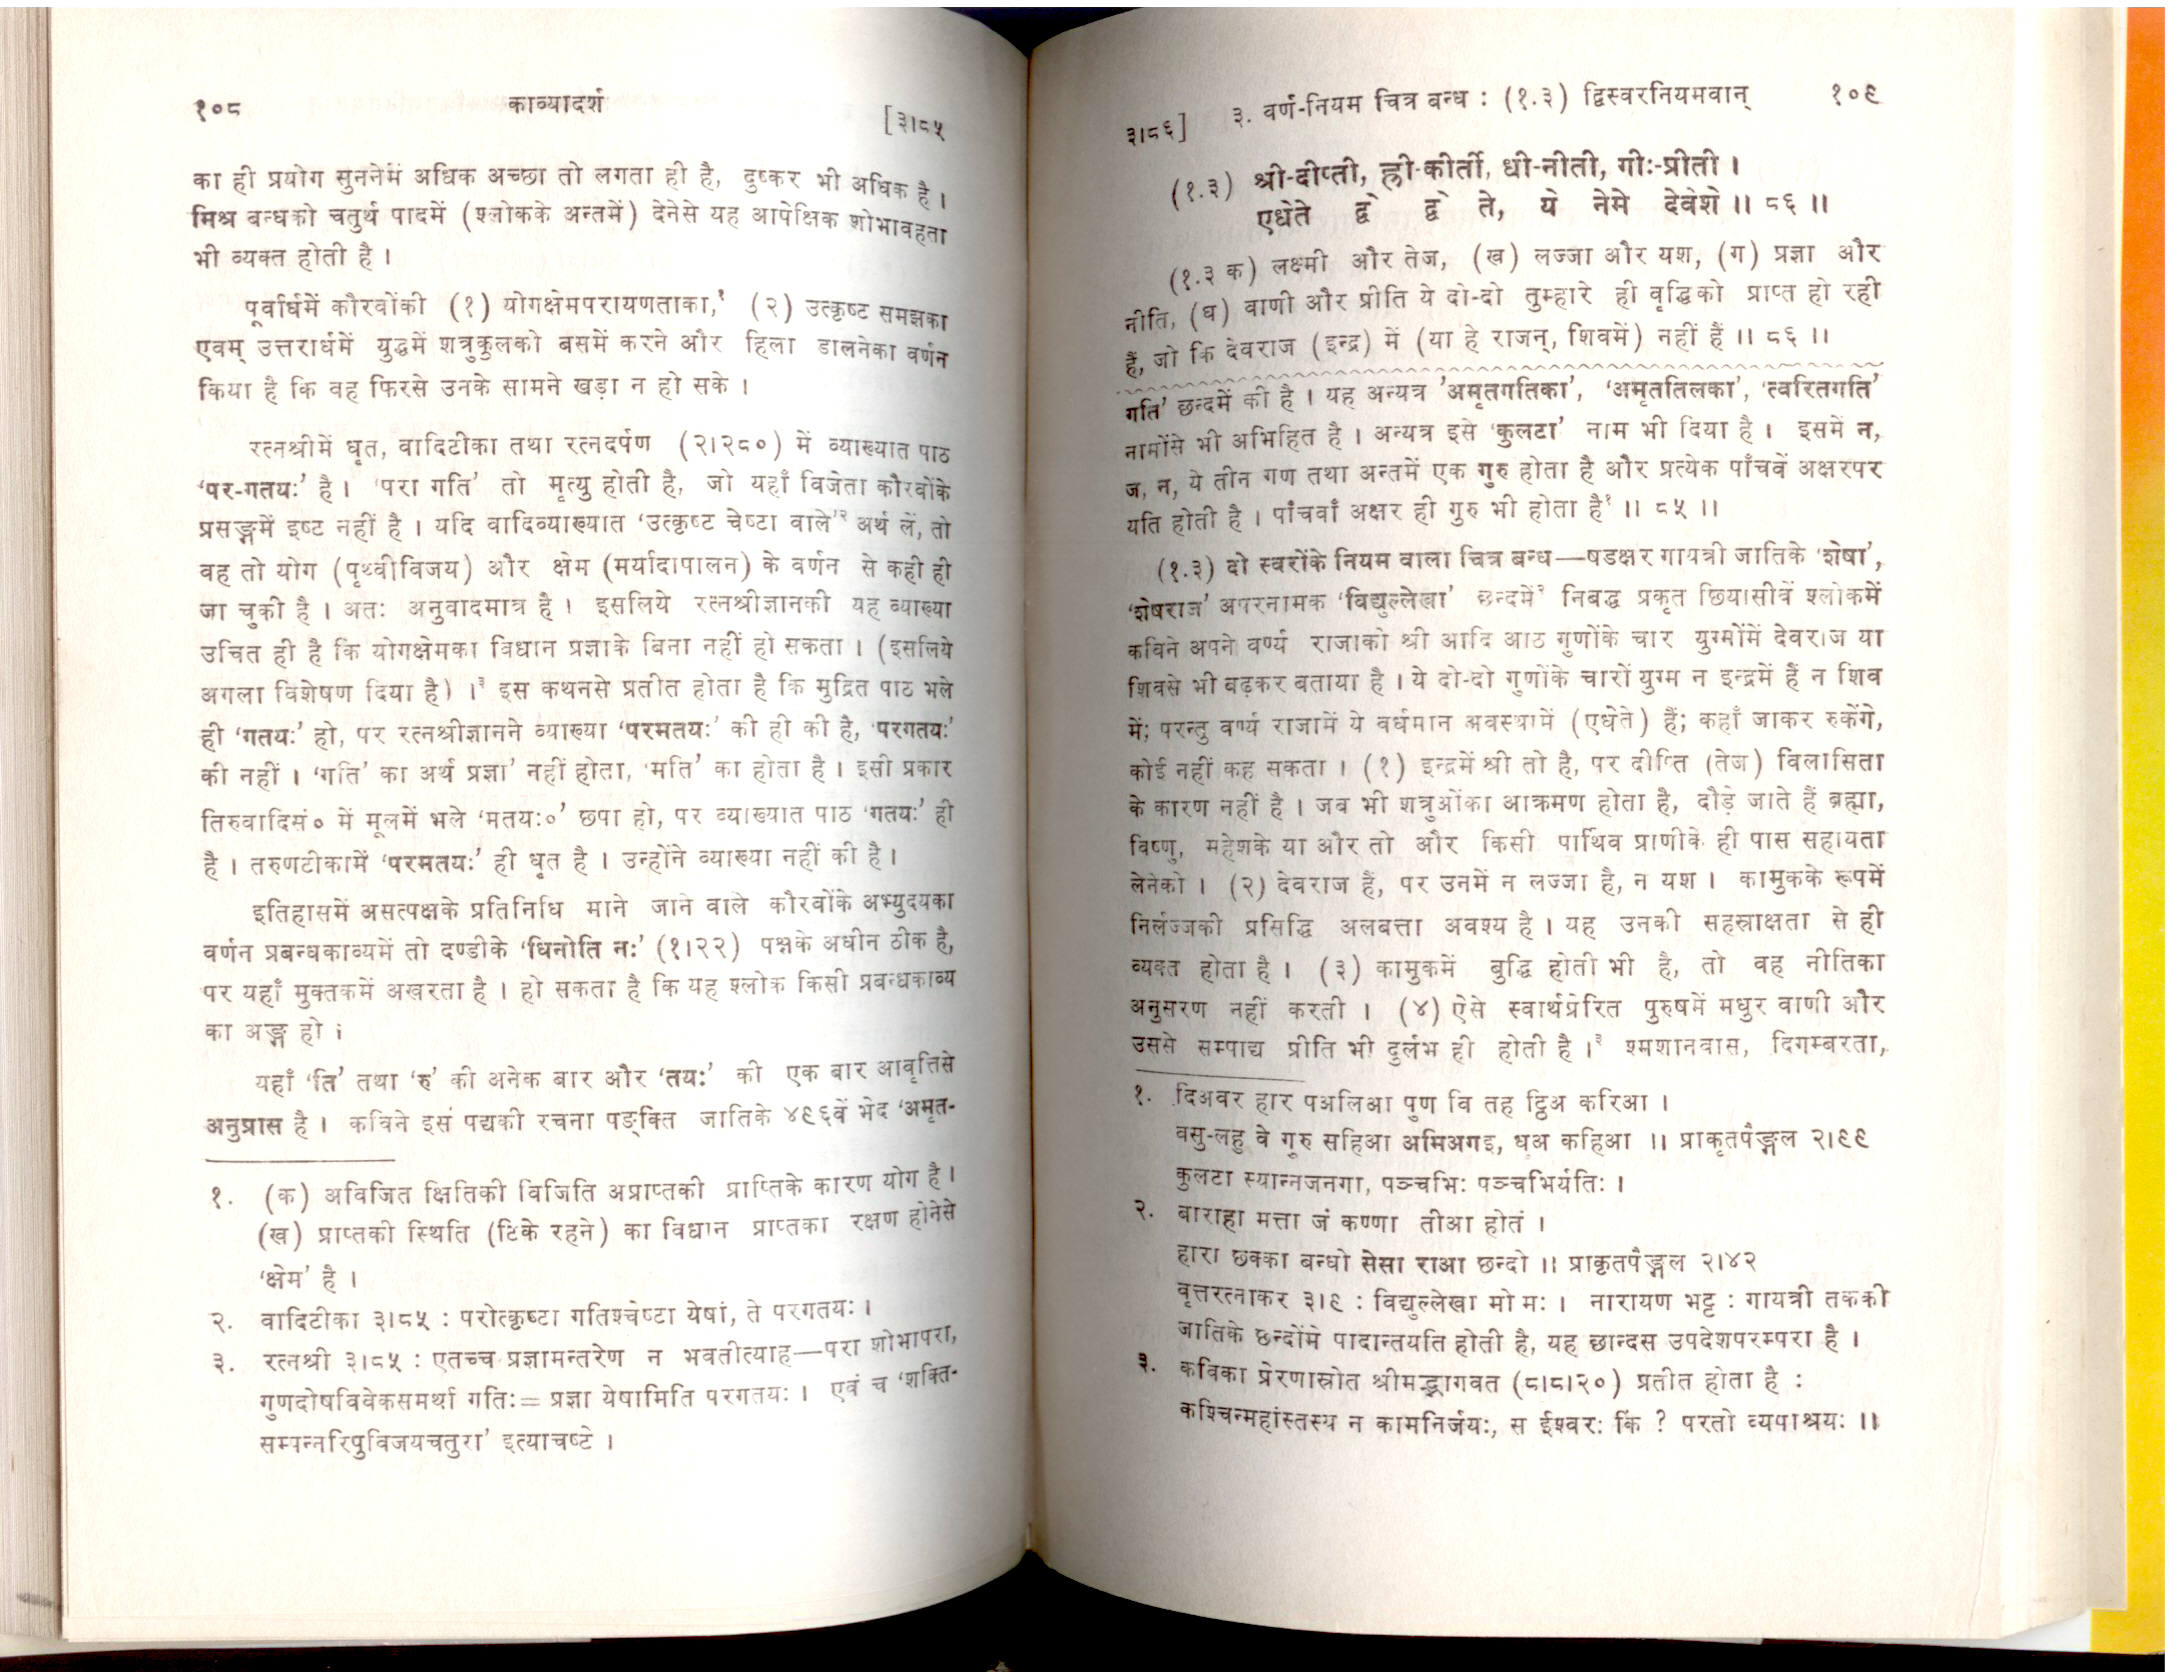 १०८ काव्यादर्श [३।८५
का ही प्रयोग सुननेमें अधिक अच्छा तो लगता ही है, दुष्कर भी अधिक है ।
मिश्र बन्धको चतुर्थ पादमें (श्लोकके अन्तमें) देनेसे यह आपेक्षिक शोभावहता
भी व्यक्त होती है ।
पूर्वार्धमें कौरवोंकी (१) योगक्षेमपरायणताका,¹ (२) उत्कृष्ट समझका
एवम् उत्तरार्धमें युद्धमें शत्रुकुलको बसमें करने और हिला डालनेका वर्णन
किया है कि वह फिरसे उनके सामने खड़ा न हो सके ।
रत्नश्रीमें धृत, वादिटीका तथा रत्नदर्पण (२।२८०) में व्याख्यात पाठ
‘पर-गतयः’ है । ‘परा गति’ तो मृत्यु होती है, जो यहाँ विजेता कौरवोंके
प्रसङ्गमें इष्ट नहीं है । यदि वादिव्याख्यात ‘उत्कृष्ट चेष्टा वाले’² अर्थ लें, तो
वह तो योग (पृथ्वीविजय) और क्षेम (मर्यादापालन) के वर्णन से कही ही
जा चुकी है । अतः अनुवादमात्र है । इसलिये रत्नश्रीज्ञानकी यह व्याख्या
उचित ही है कि योगक्षेमका विधान प्रज्ञाके बिना नहीं हो सकता । (इसलिये
अगला विशेषण दिया है) ।³ इस कथनसे प्रतीत होता है कि मुद्रित पाठ भले
ही ‘गतयः’ हो, पर रत्नश्रीज्ञानने व्याख्या ‘परमतयः’ की ही की है, ‘परगतयः’
की नहीं । ‘गति’ का अर्थ प्रज्ञा’ नहीं होता, ‘मति’ का होता है । इसी प्रकार
तिरुवादिसं० में मूलमें भले ‘मतयः०’ छपा हो, पर व्याख्यात पाठ ‘गतयः’ ही
है । तरुणटीकामें ‘परमतयः’ ही धृत है । उन्होंने व्याख्या नहीं की है ।
इतिहासमें असत्पक्षके प्रतिनिधि माने जाने वाले कौरवोंके अभ्युदयका
वर्णन प्रबन्धकाव्यमें तो दण्डीके ‘धिनोति नः’ (१।२२) पक्षके अधीन ठीक है,
पर यहाँ मुक्तकमें अखरता है । हो सकता है कि यह श्लोक किसी प्रबन्धकाव्य
का अङ्ग हो ।
यहाँ ‘ति’ तथा ‘रु’ की अनेक बार और ‘तयः’ की एक बार आवृत्तिसे
अनुप्रास है । कविने इस पद्यकी रचना पङ्क्ति जातिके ४९६वें भेद ‘अमृत-
१. (क) अविजित क्षितिकी विजिति अप्राप्तकी प्राप्तिके कारण योग है ।
(ख) प्राप्तकी स्थिति (टिके रहने) का विधान प्राप्तका रक्षण होनेसे
‘क्षेम’ है ।
२. वादिटीका ३।८५ : परोत्कृष्टा गतिश्चेष्टा येषां, ते परगतयः ।
३. रत्नश्री ३।८५ : एतच्च प्रज्ञामन्तरेण न भवतीत्याह—परा शोभापरा,
गुणदोषविवेकसमर्था गतिः= प्रज्ञा येषामिति परगतयः । एवं च ‘शक्ति-
सम्पन्नरिपुविजयचतुरा’ इत्याचष्टे ।
३।८६] ३. वर्ण-नियम चित्र बन्ध : (१.३) द्विस्वरनियमवान् १०९
(१.३) श्री-दीप्ती, ह्री-कीर्ती, धी-नीती, गीः-प्रीती ।
एधेते द्वे द्वे ते, ये नेमे देवेशे ॥ ८६ ॥
(१.३ क) लक्ष्मी और तेज, (ख) लज्जा और यश, (ग) प्रज्ञा और
नीति, (घ) वाणी और प्रीति ये दो-दो तुम्हारे ही वृद्धिको प्राप्त हो रही
हैं, जो कि देवराज (इन्द्र) में (या हे राजन्, शिवमें) नहीं हैं ॥ ८६ ॥
गति’ छन्दमें की है । यह अन्यत्र ’अमृतगतिका’, ‘अमृततिलका’, ‘त्वरितगति’
नामोंसे भी अभिहित है । अन्यत्र इसे ‘कुलटा’ नाम भी दिया है । इसमें न,
ज, न, ये तीन गण तथा अन्तमें एक गुरु होता है और प्रत्येक पाँचवें अक्षरपर
यति होती है । पाँचवाँ अक्षर ही गुरु भी होता है¹ ॥ ८५ ॥
(१.३) दो स्वरोंके नियम वाला चित्र बन्ध—षडक्षर गायत्री जातिके ‘शेषा’,
‘शेषराज’ अपरनामक ‘विद्युल्लेखा’ छन्दमें² निबद्ध प्रकृत छियासीवें श्लोकमें
कविने अपने वर्ण्य राजाको श्री आदि आठ गुणोंके चार युग्मोंमें देवराज या
शिवसे भी बढ़कर बताया है । ये दो-दो गुणोंके चारों युग्म न इन्द्रमें हैं न शिव
में; परन्तु वर्ण्य राजामें ये वर्धमान अवस्थामें (एधेते) हैं; कहाँ जाकर रुकेंगे,
कोई नहीं कह सकता । (१) इन्द्रमें श्री तो है, पर दीप्ति (तेज) विलासिता
के कारण नहीं है । जब भी शत्रुओंका आक्रमण होता है, दौड़े जाते हैं ब्रह्मा,
विष्णु, महेशके या और तो और किसी पार्थिव प्राणीके ही पास सहायता
लेनेको । (२) देवराज हैं, पर उनमें न लज्जा है, न यश । कामुकके रूपमें
निर्लज्जकी प्रसिद्धि अलबत्ता अवश्य है । यह उनकी सहस्राक्षता से ही
व्यक्त होता है । (३) कामुकमें बुद्धि होती भी है, तो वह नीतिका
अनुसरण नहीं करती । (४) ऐसे स्वार्थप्रेरित पुरुषमें मधुर वाणी और
उससे सम्पाद्य प्रीति भी दुर्लभ ही होती है ।³ श्मशानवास, दिगम्बरता,
१. दिअवर हार पअलिआ पुण वि तह ट्ठिअ करिआ ।
वसु-लहु वे गुरु सहिआ अमिअगइ, धुअ कहिआ ॥ प्राकृतपैङ्गल २।९९
कुलटा स्यान्नजनगा, पञ्चभिः पञ्चभिर्यतिः ।
२. बाराहा मत्ता जं कण्णा तीआ होतं ।
हारा छक्का बन्धो सेसा राआ छन्दो ॥ प्राकृतपैङ्गल २।४२
वृत्तरत्नाकर ३।९ : विद्युल्लेखा मो मः । नारायण भट्ट : गायत्री तककी
जातिके छन्दोंमे पादान्तयति होती है, यह छान्दस उपदेशपरम्परा है ।
३. कविका प्रेरणास्रोत श्रीमद्भागवत (८।८।२०) प्रतीत होता है :
कश्चिन्महांस्तस्य न कामनिर्जयः, स ईश्वरः किं ? परतो व्यपाश्रयः ॥